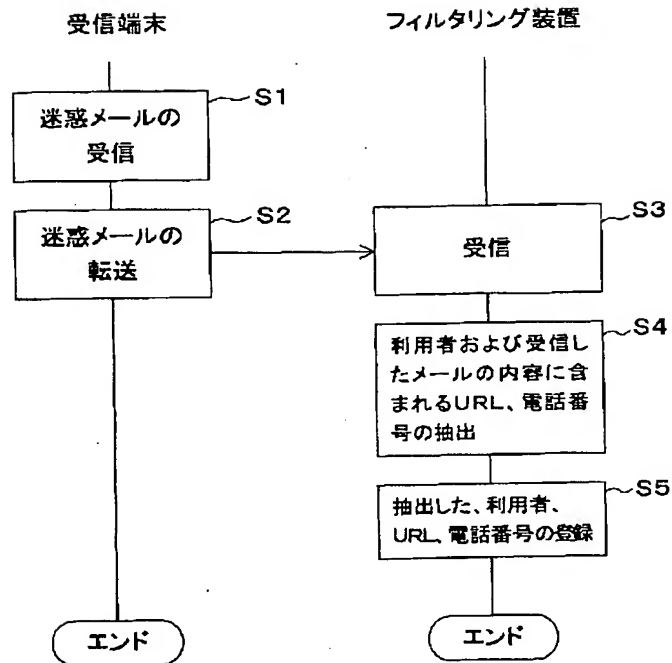 受信端末
フィルタリング装置
S1
迷惑メールの
受信
S2
迷惑メールの
転送
S3
受信
S4
利用者および受信し
たメールの内容に含
まれるURL、電話番
号の抽出
S5
抽出した、利用者、
URL、電話番号の登録
エンド
エンド